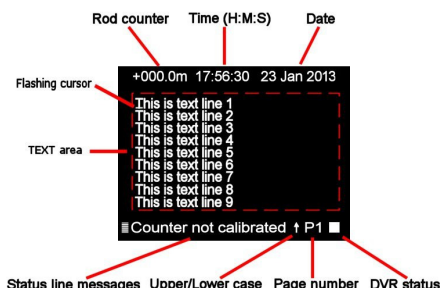 Rod counter Time (H:M:S) Date
+000.0m 17:56:30 23 Jan 2013
Flashing cursor
This is text line 1
This is text line 2
This is text line 3
This is text line 4
TEXT area
This is text line 5
This is text line 6
This is text line 7
This is text line 8
This is text line 9
Counter not calibrated ↑ P1
Status line messages Upper/Lower case Page number DVR status